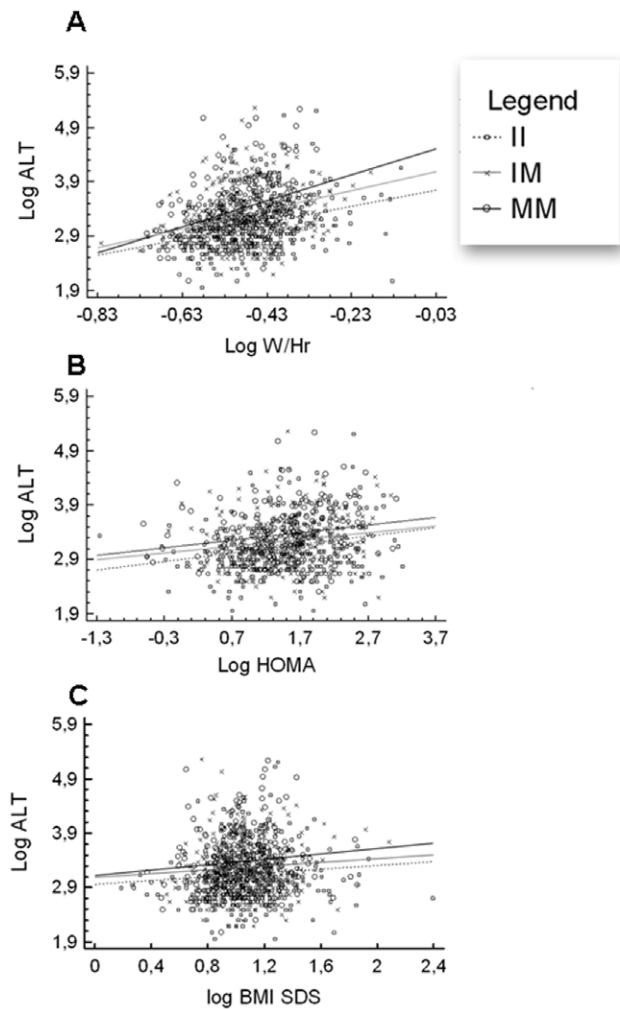 A
5,9
4,9
3,9
2,9
1,9
Log ALT
-0,83 -0,63 -0,43 -0,23 -0,03
Log W/Hr
Legend
II
IM
MM
B
5,9
4,9
3,9
2,9
1,9
Log ALT
-1,3 -0,3 0,7 1,7 2,7 3,7
Log HOMA
C
5,9
4,9
3,9
2,9
1,9
Log ALT
0 0,4 0,8 1,2 1,6 2 2,4
log BMI SDS